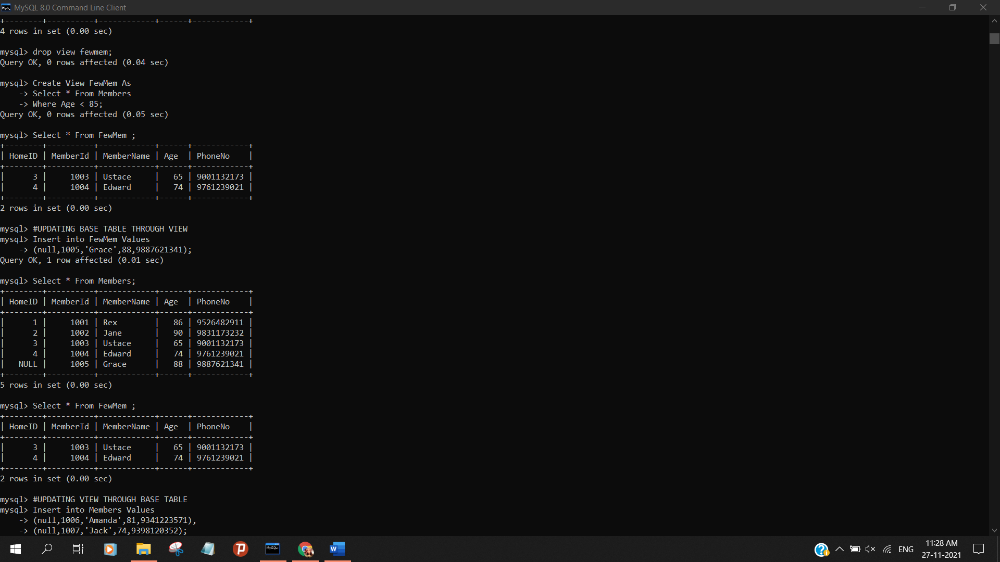 MySQL 8.0 Command Line Client
+--------+----------+------------+------+------------+
4 rows in set (0.00 sec)
mysql> drop view fewmem;
Query OK, 0 rows affected (0.04 sec)
mysql> Create View FewMem As
    -> Select * From Members
    -> Where Age < 85;
Query OK, 0 rows affected (0.05 sec)
mysql> Select * From FewMem ;
+--------+----------+------------+------+------------+
| HomeID | MemberId | MemberName | Age  | PhoneNo    |
+--------+----------+------------+------+------------+
|      3 |     1003 | Ustace     |   65 | 9001132173 |
|      4 |     1004 | Edward     |   74 | 9761239021 |
+--------+----------+------------+------+------------+
2 rows in set (0.00 sec)
mysql> #UPDATING BASE TABLE THROUGH VIEW
mysql> Insert into FewMem Values
    -> (null,1005,'Grace',88,9887621341);
Query OK, 1 row affected (0.01 sec)
mysql> Select * From Members;
+--------+----------+------------+------+------------+
| HomeID | MemberId | MemberName | Age  | PhoneNo    |
+--------+----------+------------+------+------------+
|      1 |     1001 | Rex        |   86 | 9526482911 |
|      2 |     1002 | Jane       |   90 | 9831173232 |
|      3 |     1003 | Ustace     |   65 | 9001132173 |
|      4 |     1004 | Edward     |   74 | 9761239021 |
|   NULL |     1005 | Grace      |   88 | 9887621341 |
+--------+----------+------------+------+------------+
5 rows in set (0.00 sec)
mysql> Select * From FewMem ;
+--------+----------+------------+------+------------+
| HomeID | MemberId | MemberName | Age  | PhoneNo    |
+--------+----------+------------+------+------------+
|      3 |     1003 | Ustace     |   65 | 9001132173 |
|      4 |     1004 | Edward     |   74 | 9761239021 |
+--------+----------+------------+------+------------+
2 rows in set (0.00 sec)
mysql> #UPDATING VIEW THROUGH BASE TABLE
mysql> Insert into Members Values
    -> (null,1006,'Amanda',81,9341223571),
    -> (null,1007,'Jack',74,9398120352);
ENG
11:28 AM
27-11-2021